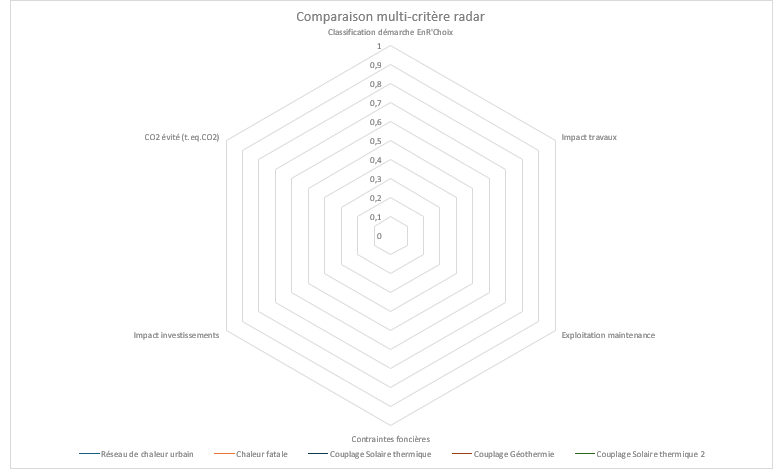 Comparaison multi-critère radar
Classification démarche EnR'Choix
1
0,9
0,8
0,7
0,6
0,5
0,4
0,3
0,2
0,1
0
CO2 évité (t.eq.CO2)
Impact travaux
Impact investissements
Exploitation maintenance
Contraintes foncières
Réseau de chaleur urbain
Chaleur fatale
Couplage Solaire thermique
Couplage Géothermie
Couplage Solaire thermique 2